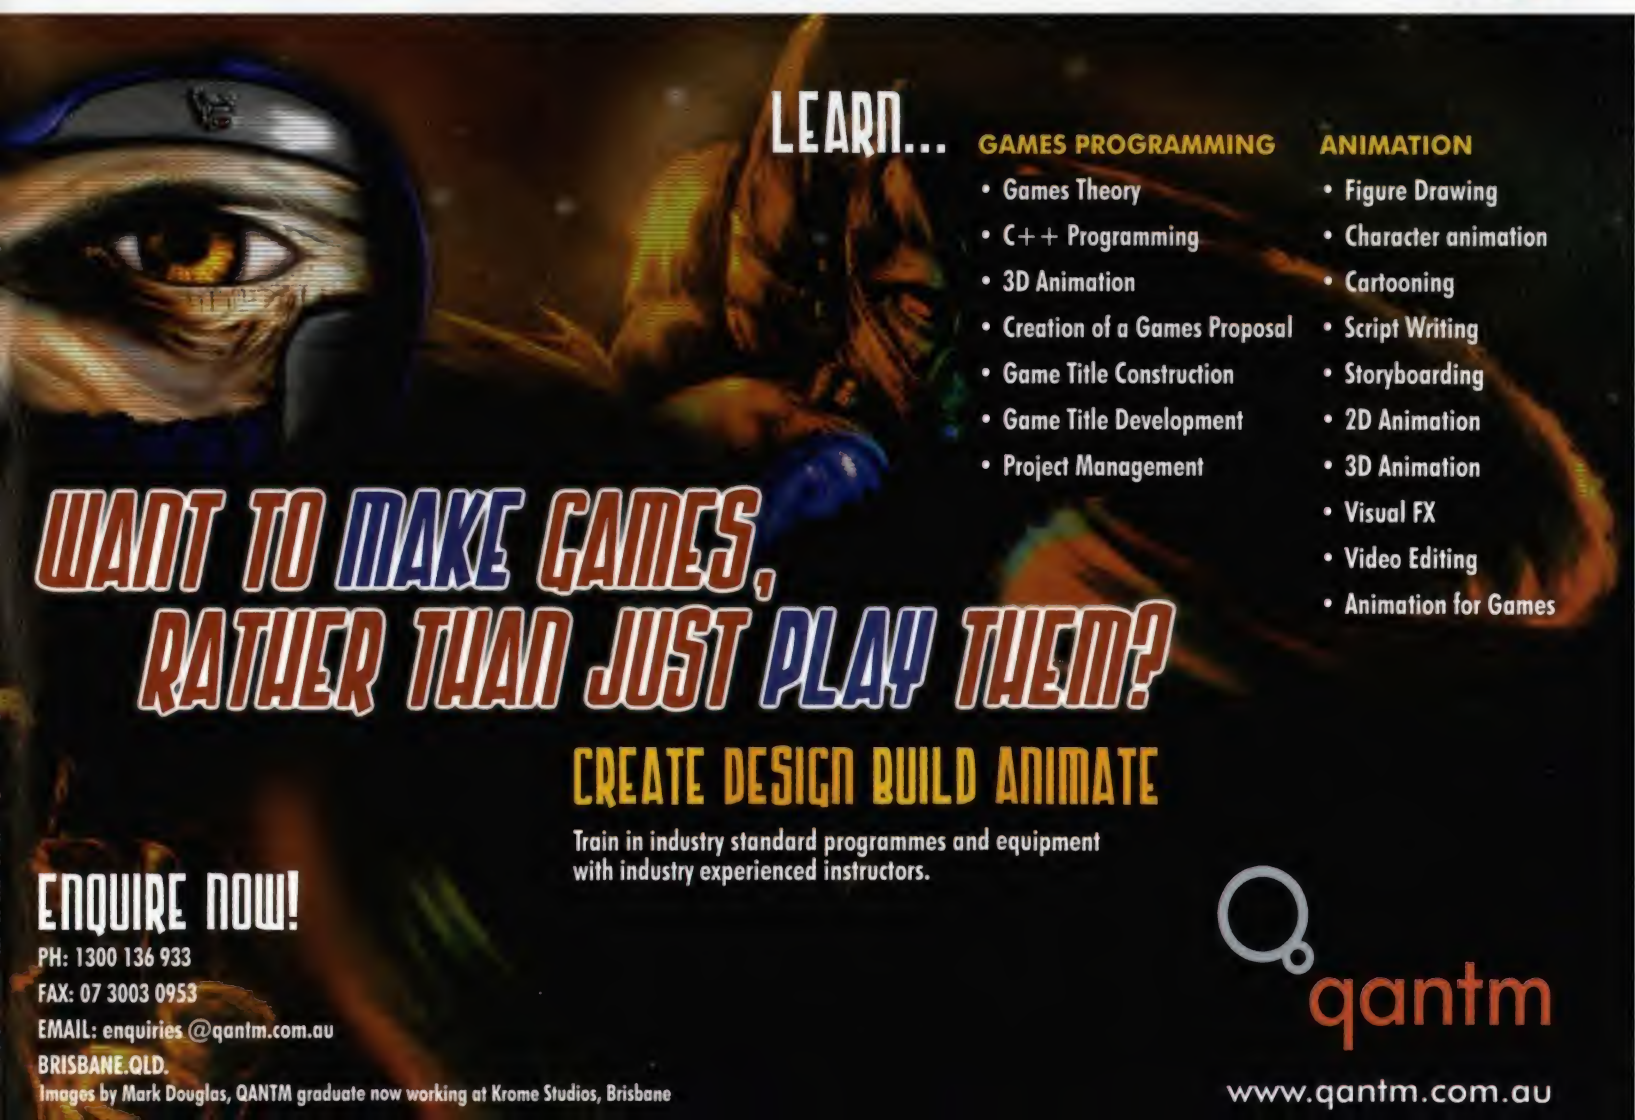 LEARN...
GAMES PROGRAMMING
• Games Theory
• C++ Programming
• 3D Animation
• Creation of a Games Proposal
• Game Title Construction
• Game Title Development
• Project Management
ANIMATION
• Figure Drawing
• Character animation
• Cartooning
• Script Writing
• Storyboarding
• 2D Animation
• 3D Animation
• Visual FX
• Video Editing
• Animation for Games
WANT TO MAKE GAMES,
RATHER THAN JUST PLAY THEM?
CREATE DESIGN BUILD ANIMATE
Train in industry standard programmes and equipment
with industry experienced instructors.
ENQUIRE NOW!
PH: 1300 136 933
FAX: 07 3003 0953
EMAIL: enquiries @qantm.com.au
BRISBANE.QLD.
Images by Mark Douglas, QANTM graduate now working at Krome Studios, Brisbane
qantm
www.qantm.com.au